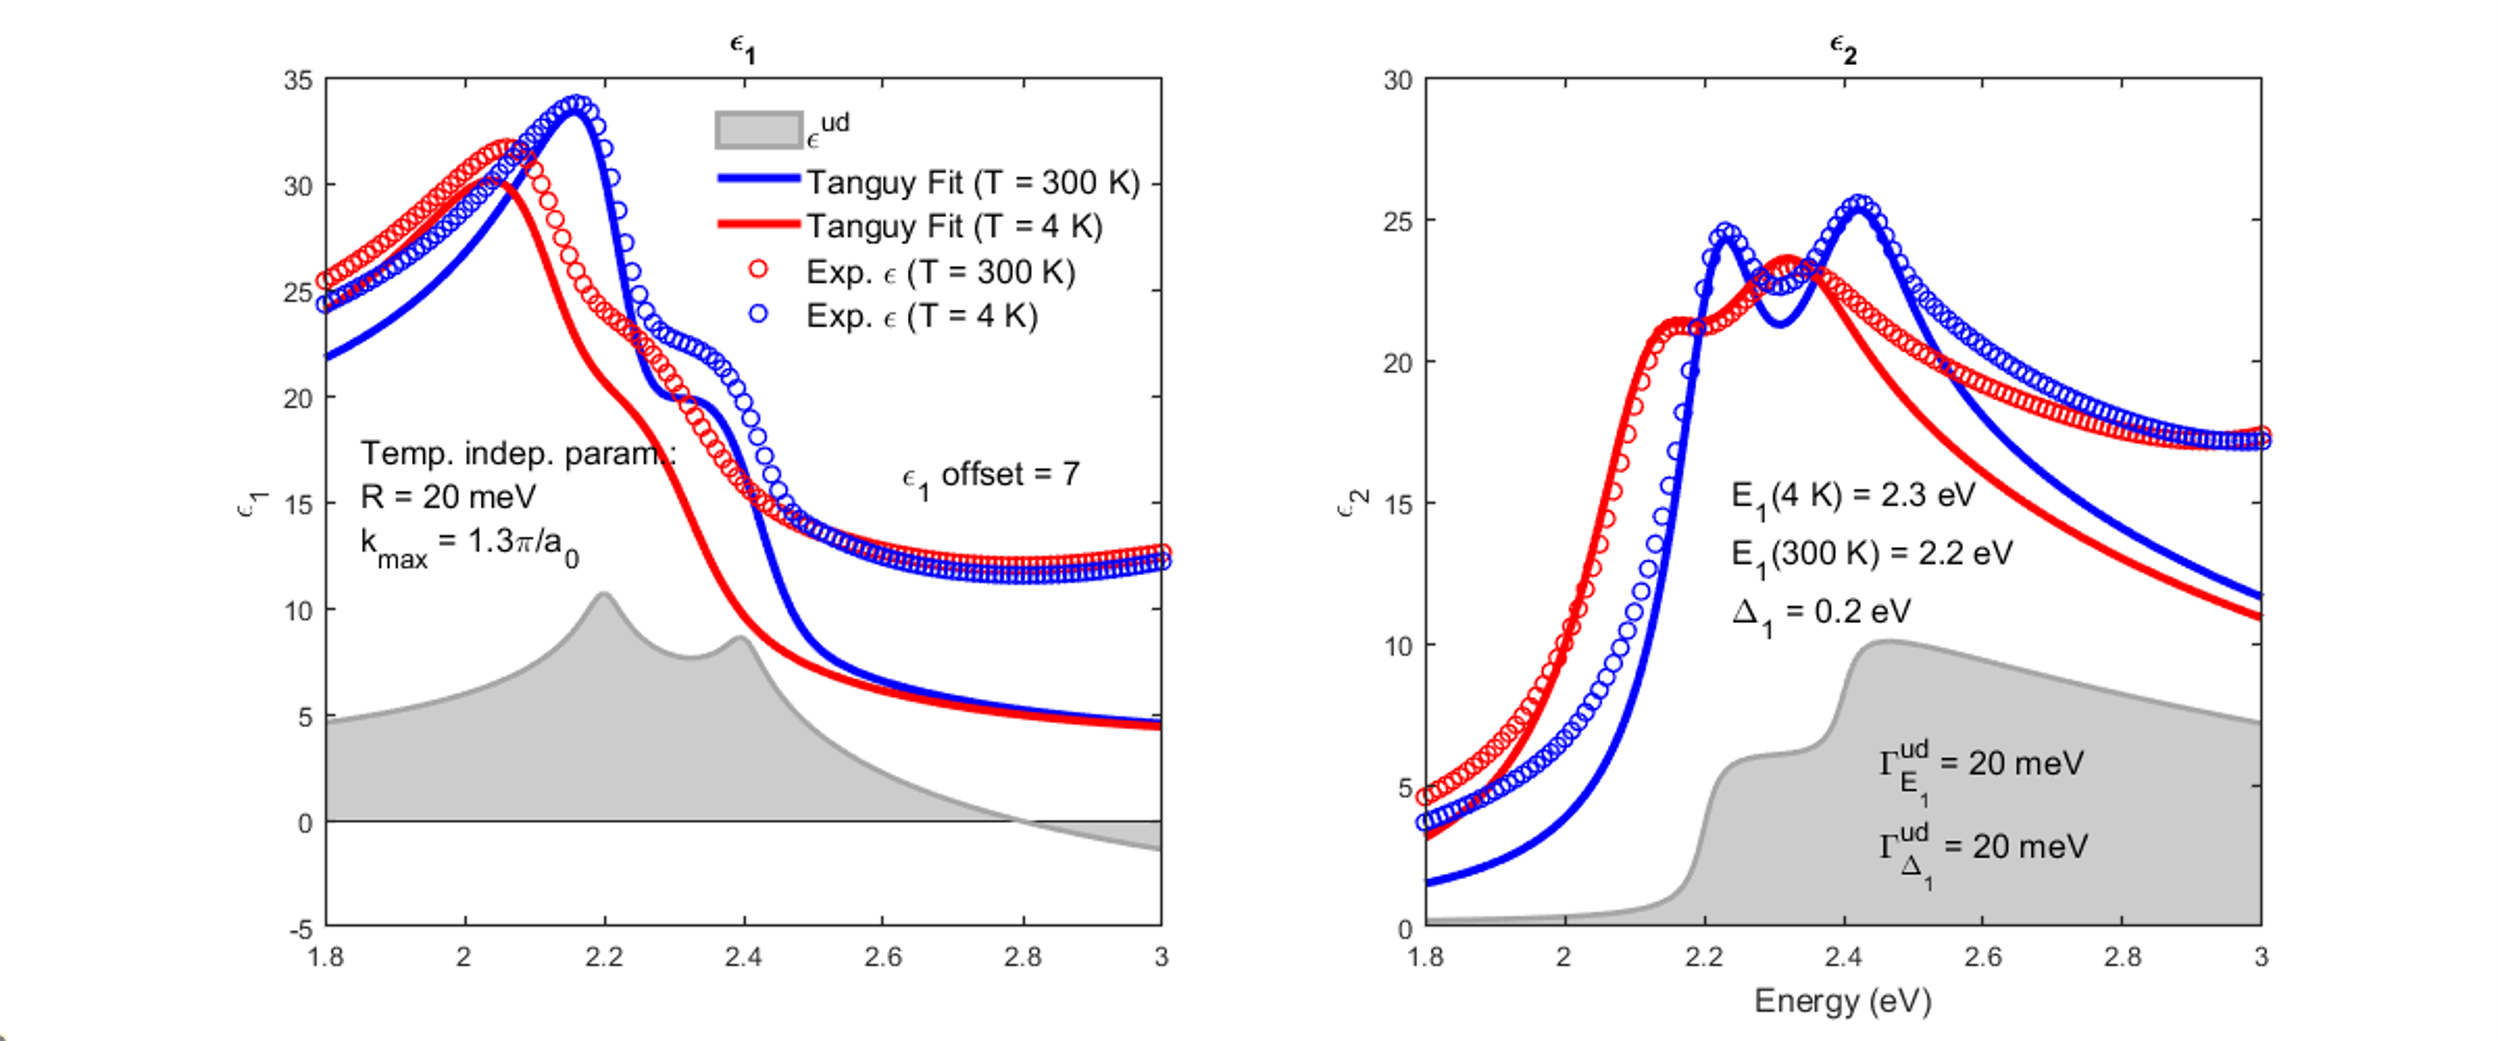 ϵ₁
35
30
25
20
15
10
5
0
-5
ϵ₁
1.8 2 2.2 2.4 2.6 2.8 3
ϵᵘᵈ
Tanguy Fit (T = 300 K)
Tanguy Fit (T = 4 K)
Exp. ϵ (T = 300 K)
Exp. ϵ (T = 4 K)
Temp. indep. param.:
R = 20 meV
k_max = 1.3π/a₀
ϵ₁ offset = 7
ϵ₂
30
25
20
15
10
5
0
ϵ₂
1.8 2 2.2 2.4 2.6 2.8 3
Energy (eV)
E₁(4 K) = 2.3 eV
E₁(300 K) = 2.2 eV
Δ₁ = 0.2 eV
Γ^ud_E₁ = 20 meV
Γ^ud_Δ₁ = 20 meV